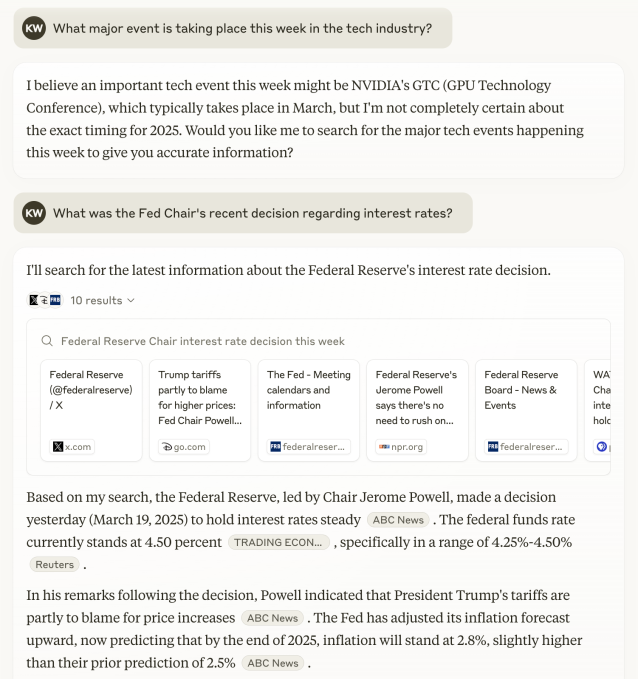 KW What major event is taking place this week in the tech industry?
I believe an important tech event this week might be NVIDIA's GTC (GPU Technology
Conference), which typically takes place in March, but I'm not completely certain about
the exact timing for 2025. Would you like me to search for the major tech events happening
this week to give you accurate information?
KW What was the Fed Chair's recent decision regarding interest rates?
I'll search for the latest information about the Federal Reserve's interest rate decision.
FRB 10 results
Federal Reserve Chair interest rate decision this week
Federal Reserve
(@federalreserve)
/ X
x.com
Trump tariffs
partly to blame
for higher prices:
Fed Chair Powell...
go.com
The Fed - Meeting
calendars and
information
FRB federalreser...
Federal Reserve's
Jerome Powell
says there's no
need to rush on...
npr npr.org
Federal Reserve
Board - News &
Events
FRB federalreser...
WAT
Cha
inte
hold
Based on my search, the Federal Reserve, led by Chair Jerome Powell, made a decision
yesterday (March 19, 2025) to hold interest rates steady ABC News . The federal funds rate
currently stands at 4.50 percent TRADING ECON... , specifically in a range of 4.25%-4.50%
Reuters .
In his remarks following the decision, Powell indicated that President Trump's tariffs are
partly to blame for price increases ABC News . The Fed has adjusted its inflation forecast
upward, now predicting that by the end of 2025, inflation will stand at 2.8%, slightly higher
than their prior prediction of 2.5% ABC News .